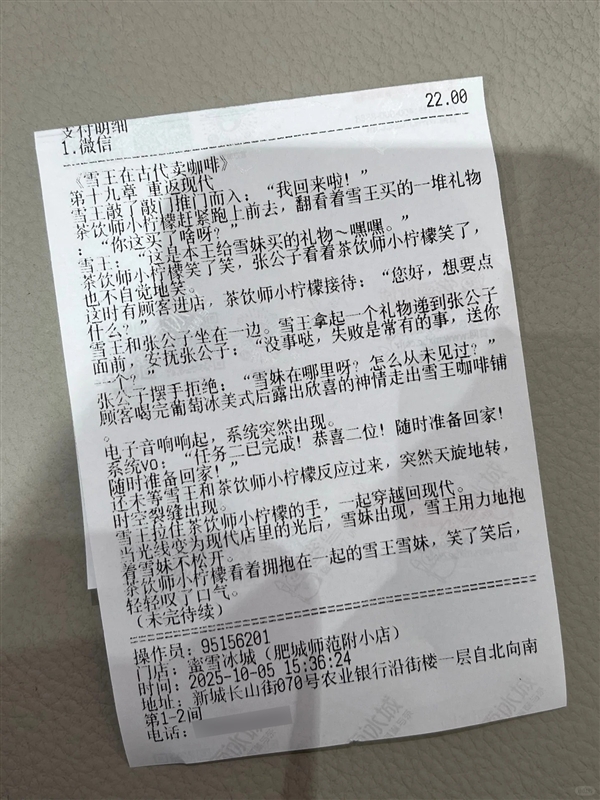 支付明细
1.微信 22.00
《雪王在古代卖咖啡》
第十九章 重返现代
雪王敲了敲门推门而入：“我回来啦！”
茶饮师小柠檬赶紧跑上前去，翻看着雪王买的一堆礼物
：“你这买了啥呀？”
雪王：“这是本王给雪妹买的礼物～嘿嘿。”
茶饮师小柠檬笑了笑，张公子看着茶饮师小柠檬笑了，
也不自觉地笑。
这时有顾客进店，茶饮师小柠檬接待：“您好，想要点
什么？”
雪王和张公子坐在一边。雪王拿起一个礼物递到张公子
面前，安抚张公子：“没事哒，失败是常有的事，送你
一个？”
张公子摆手拒绝：“雪妹在哪里呀？怎么从未见过？”
顾客喝完葡萄冰美式后露出欣喜的神情走出雪王咖啡铺
。
电子音响响起，系统突然出现。
系统VO：“任务二已完成！恭喜二位！随时准备回家！
随时准备回家！”
还未等雪王和茶饮师小柠檬反应过来，突然天旋地转，
时空裂缝出现。
雪王拉住茶饮师小柠檬的手，一起穿越回现代。
当光线变为现代店里的光后，雪妹出现，雪王用力地抱
着雪妹不松开。
茶饮师小柠檬看着拥抱在一起的雪王雪妹，笑了笑后，
轻轻叹了口气。
（未完待续）
操作员：95156201
门店：蜜雪冰城（肥城师范附小店）
时间：2025-10-05 15:36:24
地址：新城长山街070号农业银行沿街楼一层自北向南
第1-2间
电话：